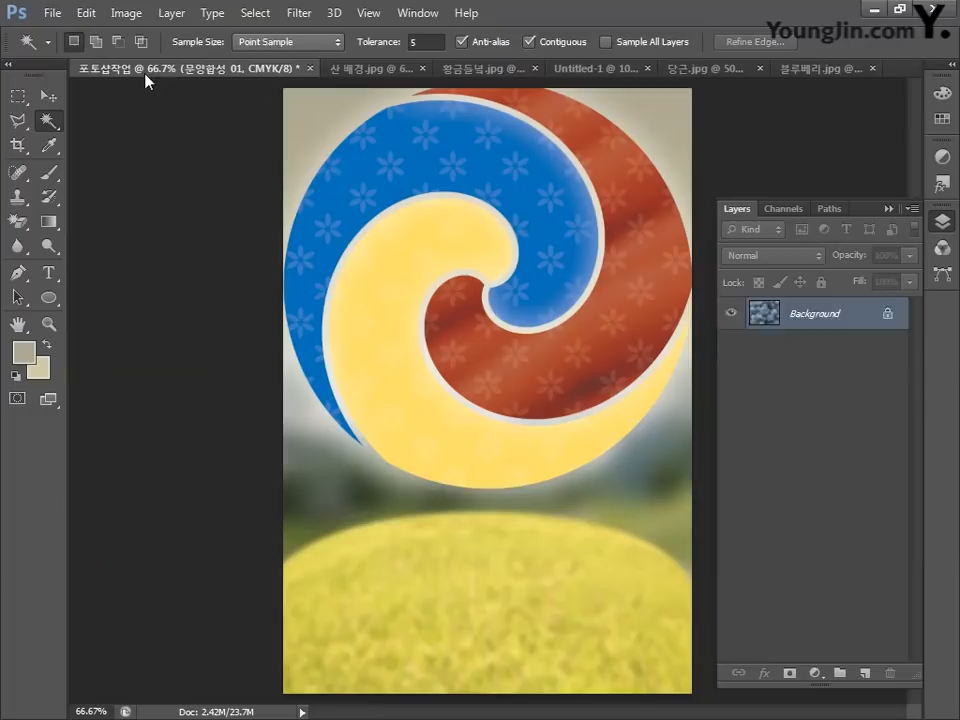 Ps File Edit Image Layer Type Select Filter 3D View Window Help
YoungJin.com Y.
Sample Size: Point Sample Tolerance: 5 Anti-alias Contiguous Sample All Layers Refine Edge...
포토샵작업 @ 66.7% (문양합성 01, CMYK/8) * × 산 배경.jpg @ 6... × 황금들녘.jpg @... × Untitled-1 @ 10... × 당근.jpg @ 50... × 블루베리.jpg @ ... ×
Layers Channels Paths
Kind
Normal Opacity: 100%
Lock: Fill: 100%
Background
66.67% Doc: 2.42M/23.7M